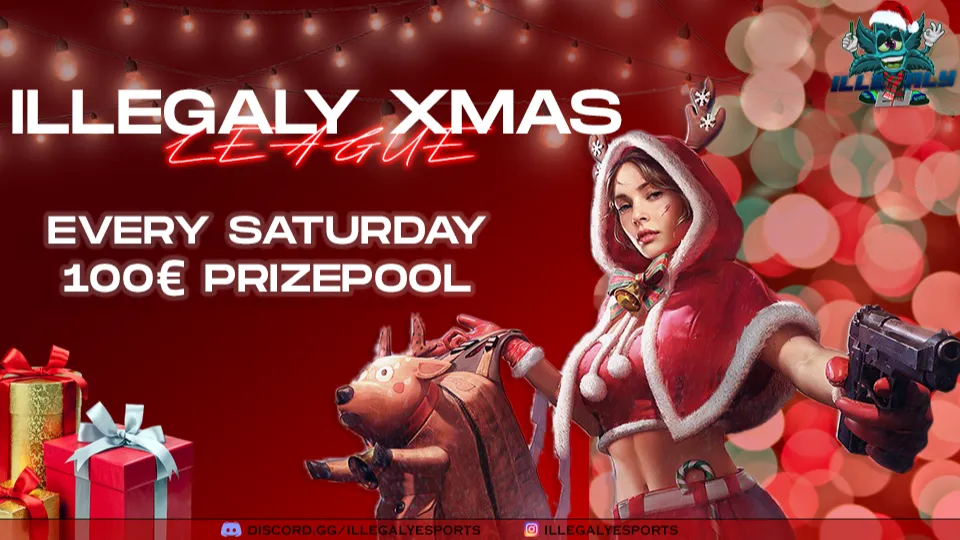 ILLEGALY XMAS
LEAGUE
ILLEGALY
EVERY SATURDAY
100€ PRIZEPOOL
DISCORD.GG/ILLEGALYESPORTS
ILLEGALYESPORTS